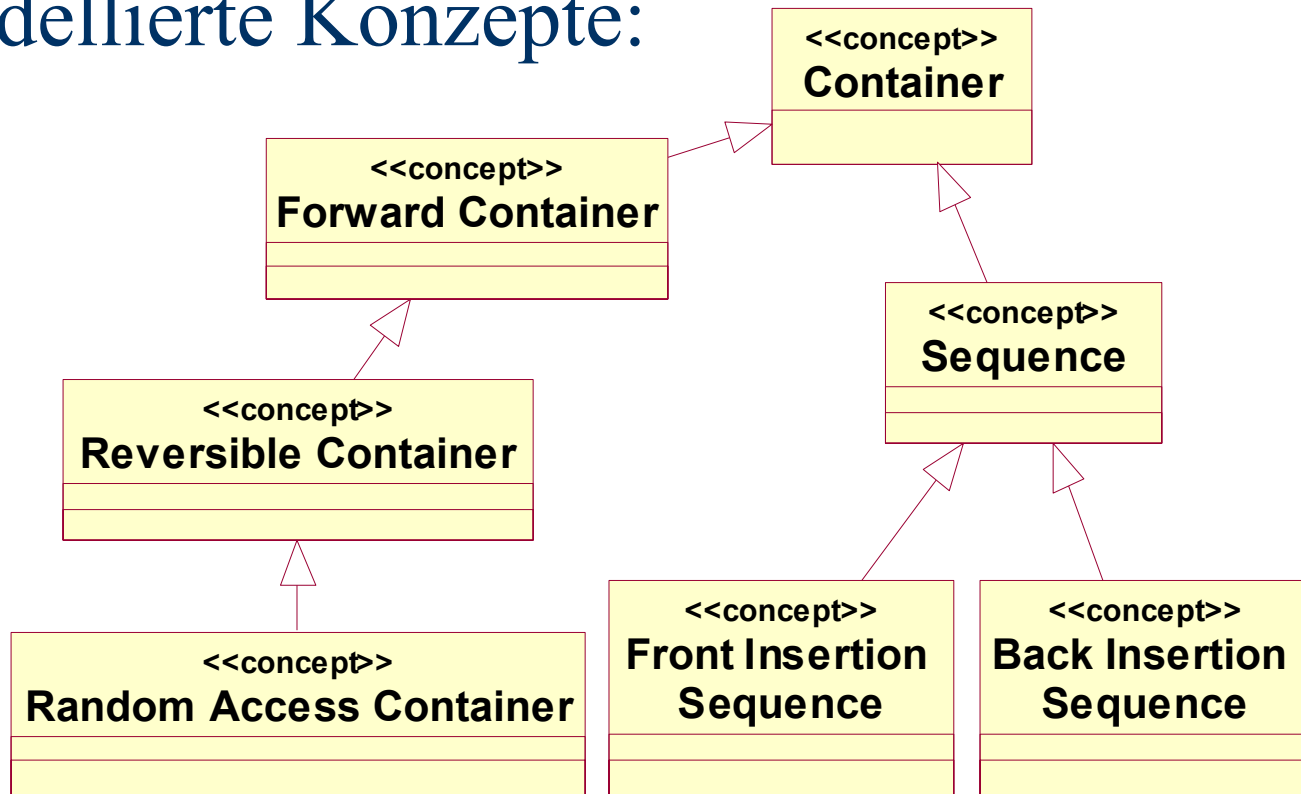 dellierte Konzepte:
<<concept>>
Container
<<concept>>
Forward Container
<<concept>>
Sequence
<<concept>>
Reversible Container
<<concept>>
Random Access Container
<<concept>>
Front Insertion
Sequence
<<concept>>
Back Insertion
Sequence